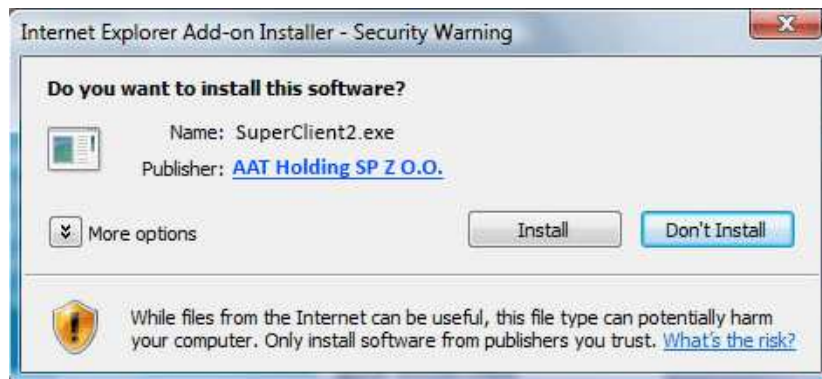 Internet Explorer Add-on Installer - Security Warning
Do you want to install this software?
Name: SuperClient2.exe
Publisher: AAT Holding SP Z O.O.
More options
Install
Don't Install
While files from the Internet can be useful, this file type can potentially harm
your computer. Only install software from publishers you trust. What's the risk?